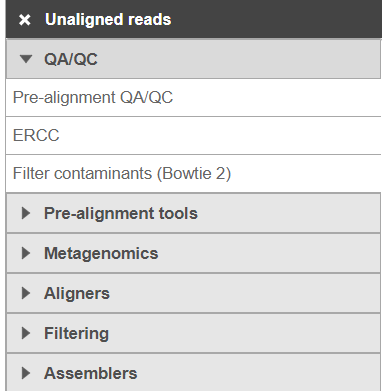 Unaligned reads
QA/QC
Pre-alignment QA/QC
ERCC
Filter contaminants (Bowtie 2)
Pre-alignment tools
Metagenomics
Aligners
Filtering
Assemblers